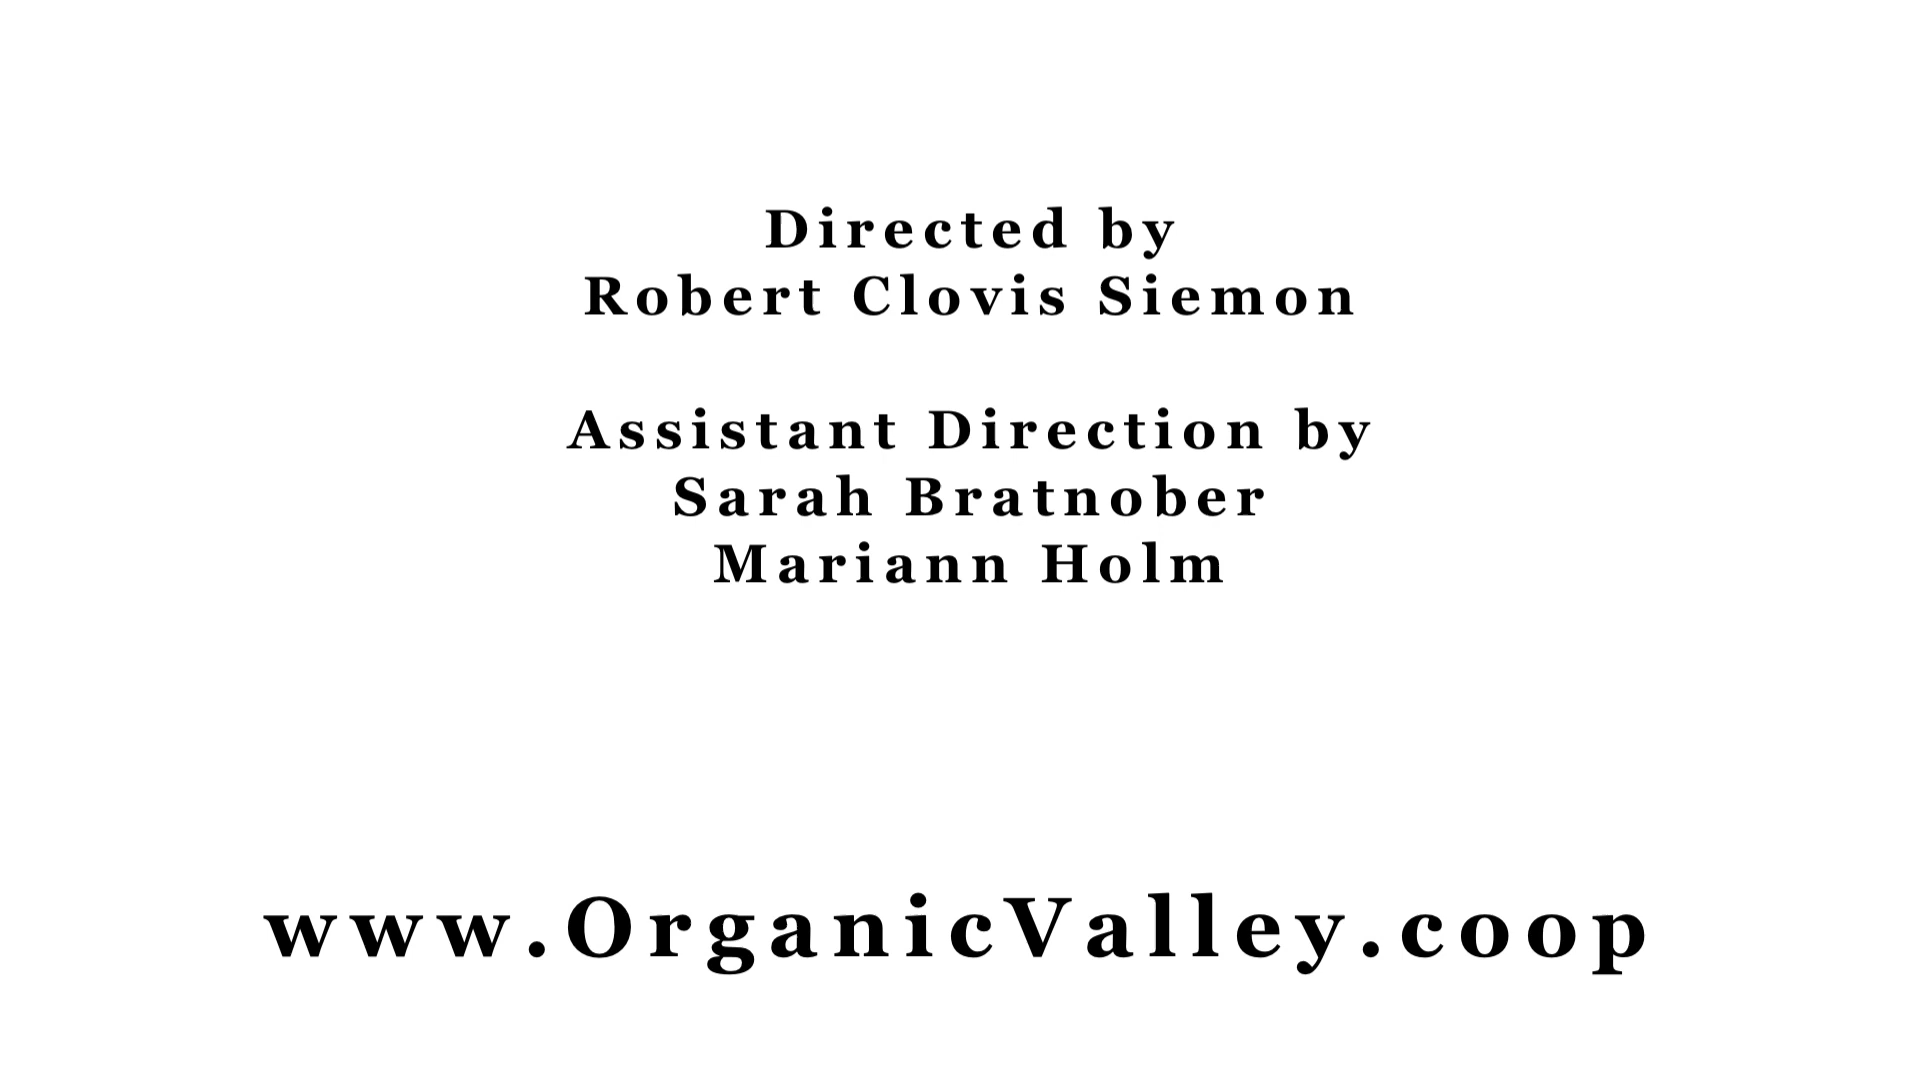 Directed by
Robert Clovis Siemon
Assistant Direction by
Sarah Bratnober
Mariann Holm
www.OrganicValley.coop